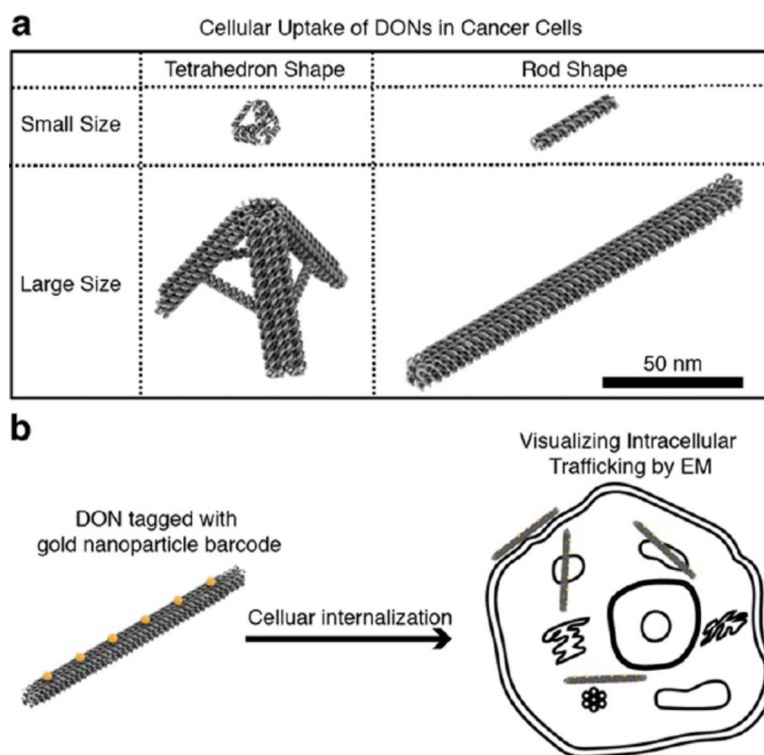 a
Cellular Uptake of DONs in Cancer Cells
Tetrahedron Shape
Rod Shape
Small Size
Large Size
50 nm
b
DON tagged with
gold nanoparticle barcode
Celluar internalization
Visualizing Intracellular
Trafficking by EM